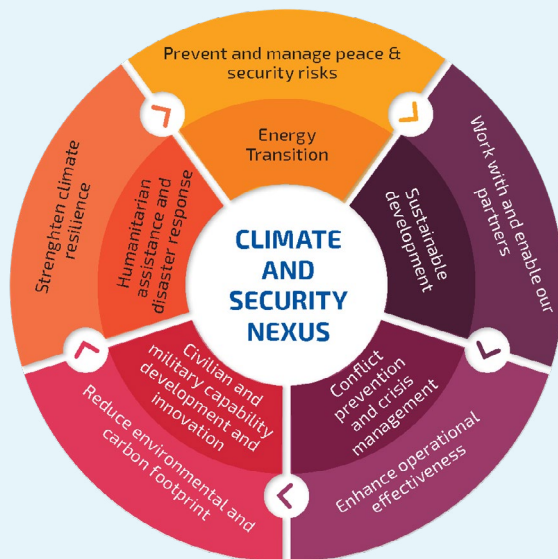 Prevent and manage peace &
security risks
Energy
Transition
Work with and enable our
partners
Sustainable
development
Enhance operational
effectiveness
Conflict
prevention
and crisis
management
Reduce environmental and
carbon footprint
Civilian and
military capability
development and
innovation
Strenghten climate
resilience
Humanitarian
assistance and
disaster response
CLIMATE
AND
SECURITY
NEXUS